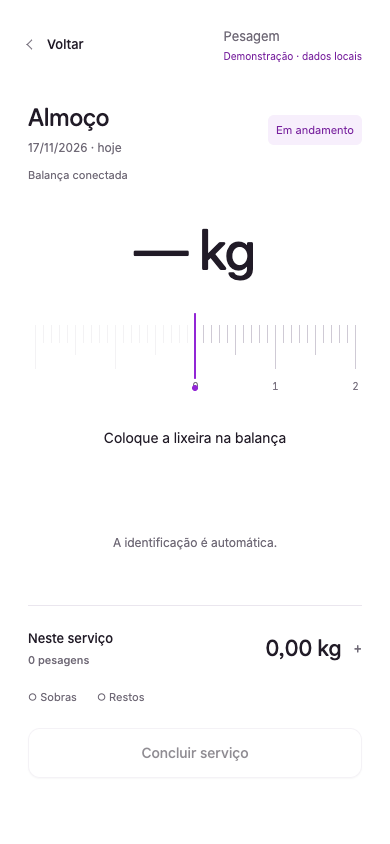 Voltar
Pesagem
Demonstração · dados locais
Almoço
17/11/2026 · hoje
Em andamento
Balança conectada
— kg
0 1 2
Coloque a lixeira na balança
A identificação é automática.
Neste serviço
0 pesagens
0,00 kg +
Sobras Restos
Concluir serviço